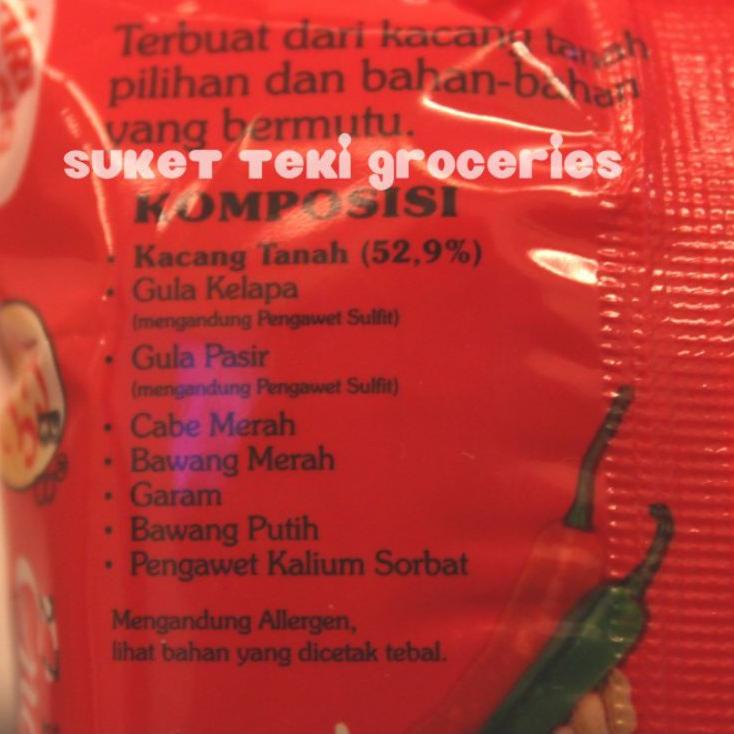 Terbuat dari kacang tanah
pilihan dan bahan-bahan
yang bermutu.
SUKET TEKI GROCERIES
KOMPOSISI
• Kacang Tanah (52,9%)
• Gula Kelapa
(mengandung Pengawet Sulfit)
• Gula Pasir
(mengandung Pengawet Sulfit)
• Cabe Merah
• Bawang Merah
• Garam
• Bawang Putih
• Pengawet Kalium Sorbat
Mengandung Allergen,
lihat bahan yang dicetak tebal.